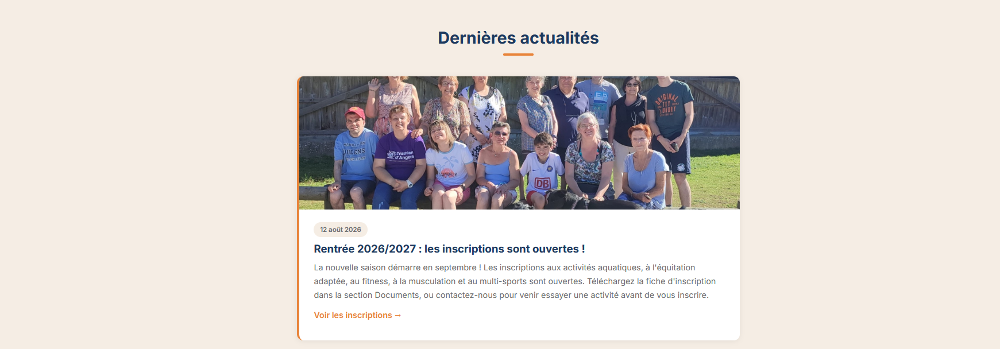 Dernières actualités
QUEENS
Triathlon
d'Angers
DB
ORIGINAL
12 août 2026
Rentrée 2026/2027 : les inscriptions sont ouvertes !
La nouvelle saison démarre en septembre ! Les inscriptions aux activités aquatiques, à l'équitation
adaptée, au fitness, à la musculation et au multi-sports sont ouvertes. Téléchargez la fiche d'inscription
dans la section Documents, ou contactez-nous pour venir essayer une activité avant de vous inscrire.
Voir les inscriptions →